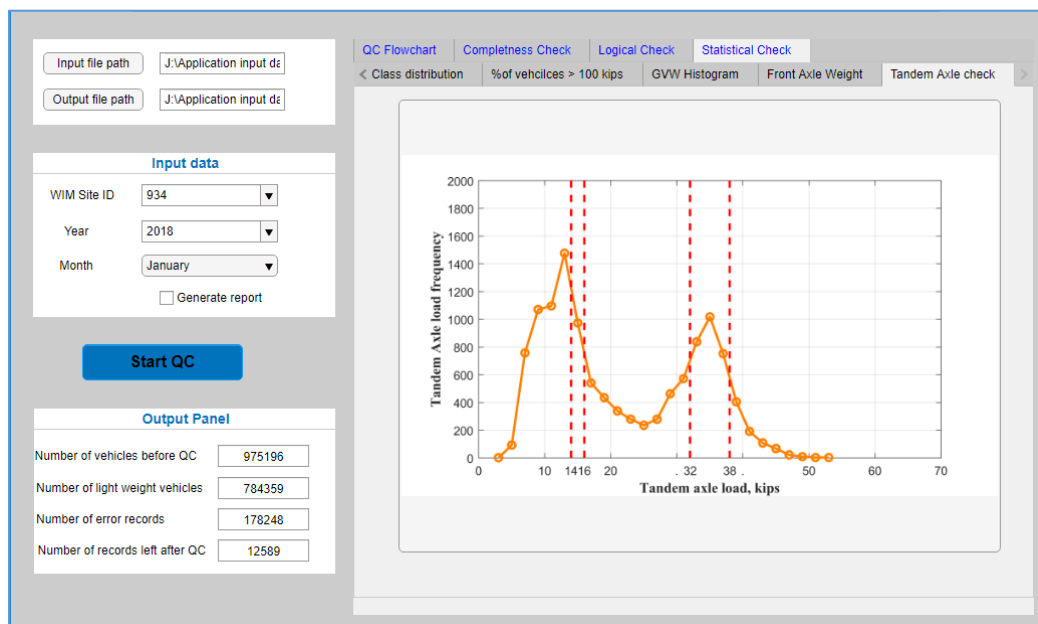 Input file path
J:\Application input da
Output file path
J:\Application input da
Input data
WIM Site ID
934
Year
2018
Month
January
Generate report
Start QC
Output Panel
Number of vehicles before QC
975196
Number of light weight vehicles
784359
Number of error records
178248
Number of records left after QC
12589
QC Flowchart
Completness Check
Logical Check
Statistical Check
< Class distribution
%of vehcilces > 100 kips
GVW Histogram
Front Axle Weight
Tandem Axle check
>
Tandem Axle load frequency
2000
1800
1600
1400
1200
1000
800
600
400
200
0
0 10 1416 20 . 32 38 . 50 60 70
Tandem axle load, kips